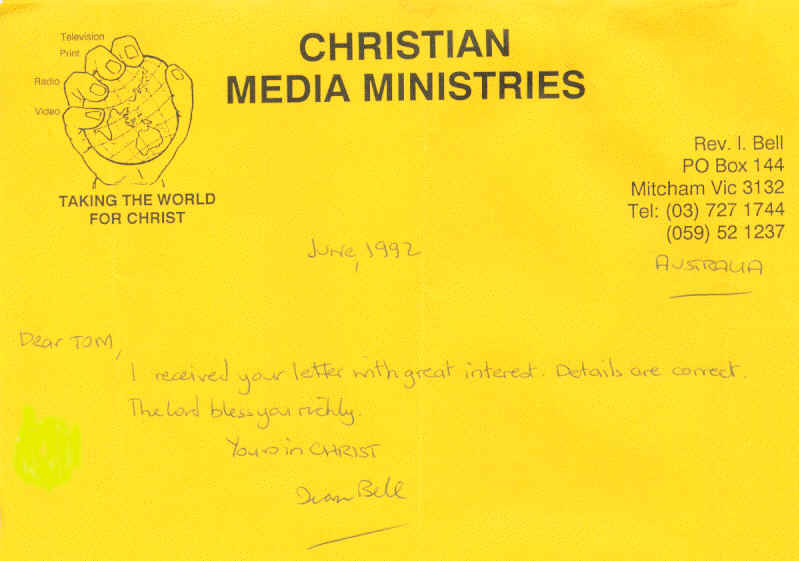 Television
Print
Radio
Video
TAKING THE WORLD
FOR CHRIST
CHRISTIAN
MEDIA MINISTRIES
Rev. I. Bell
PO Box 144
Mitcham Vic 3132
Tel: (03) 727 1744
(059) 52 1237
AUSTRALIA
June, 1992
Dear TOM,
I received your letter with great interest. Details are correct.
The Lord bless you richly.
Yours in CHRIST
Ivan Bell